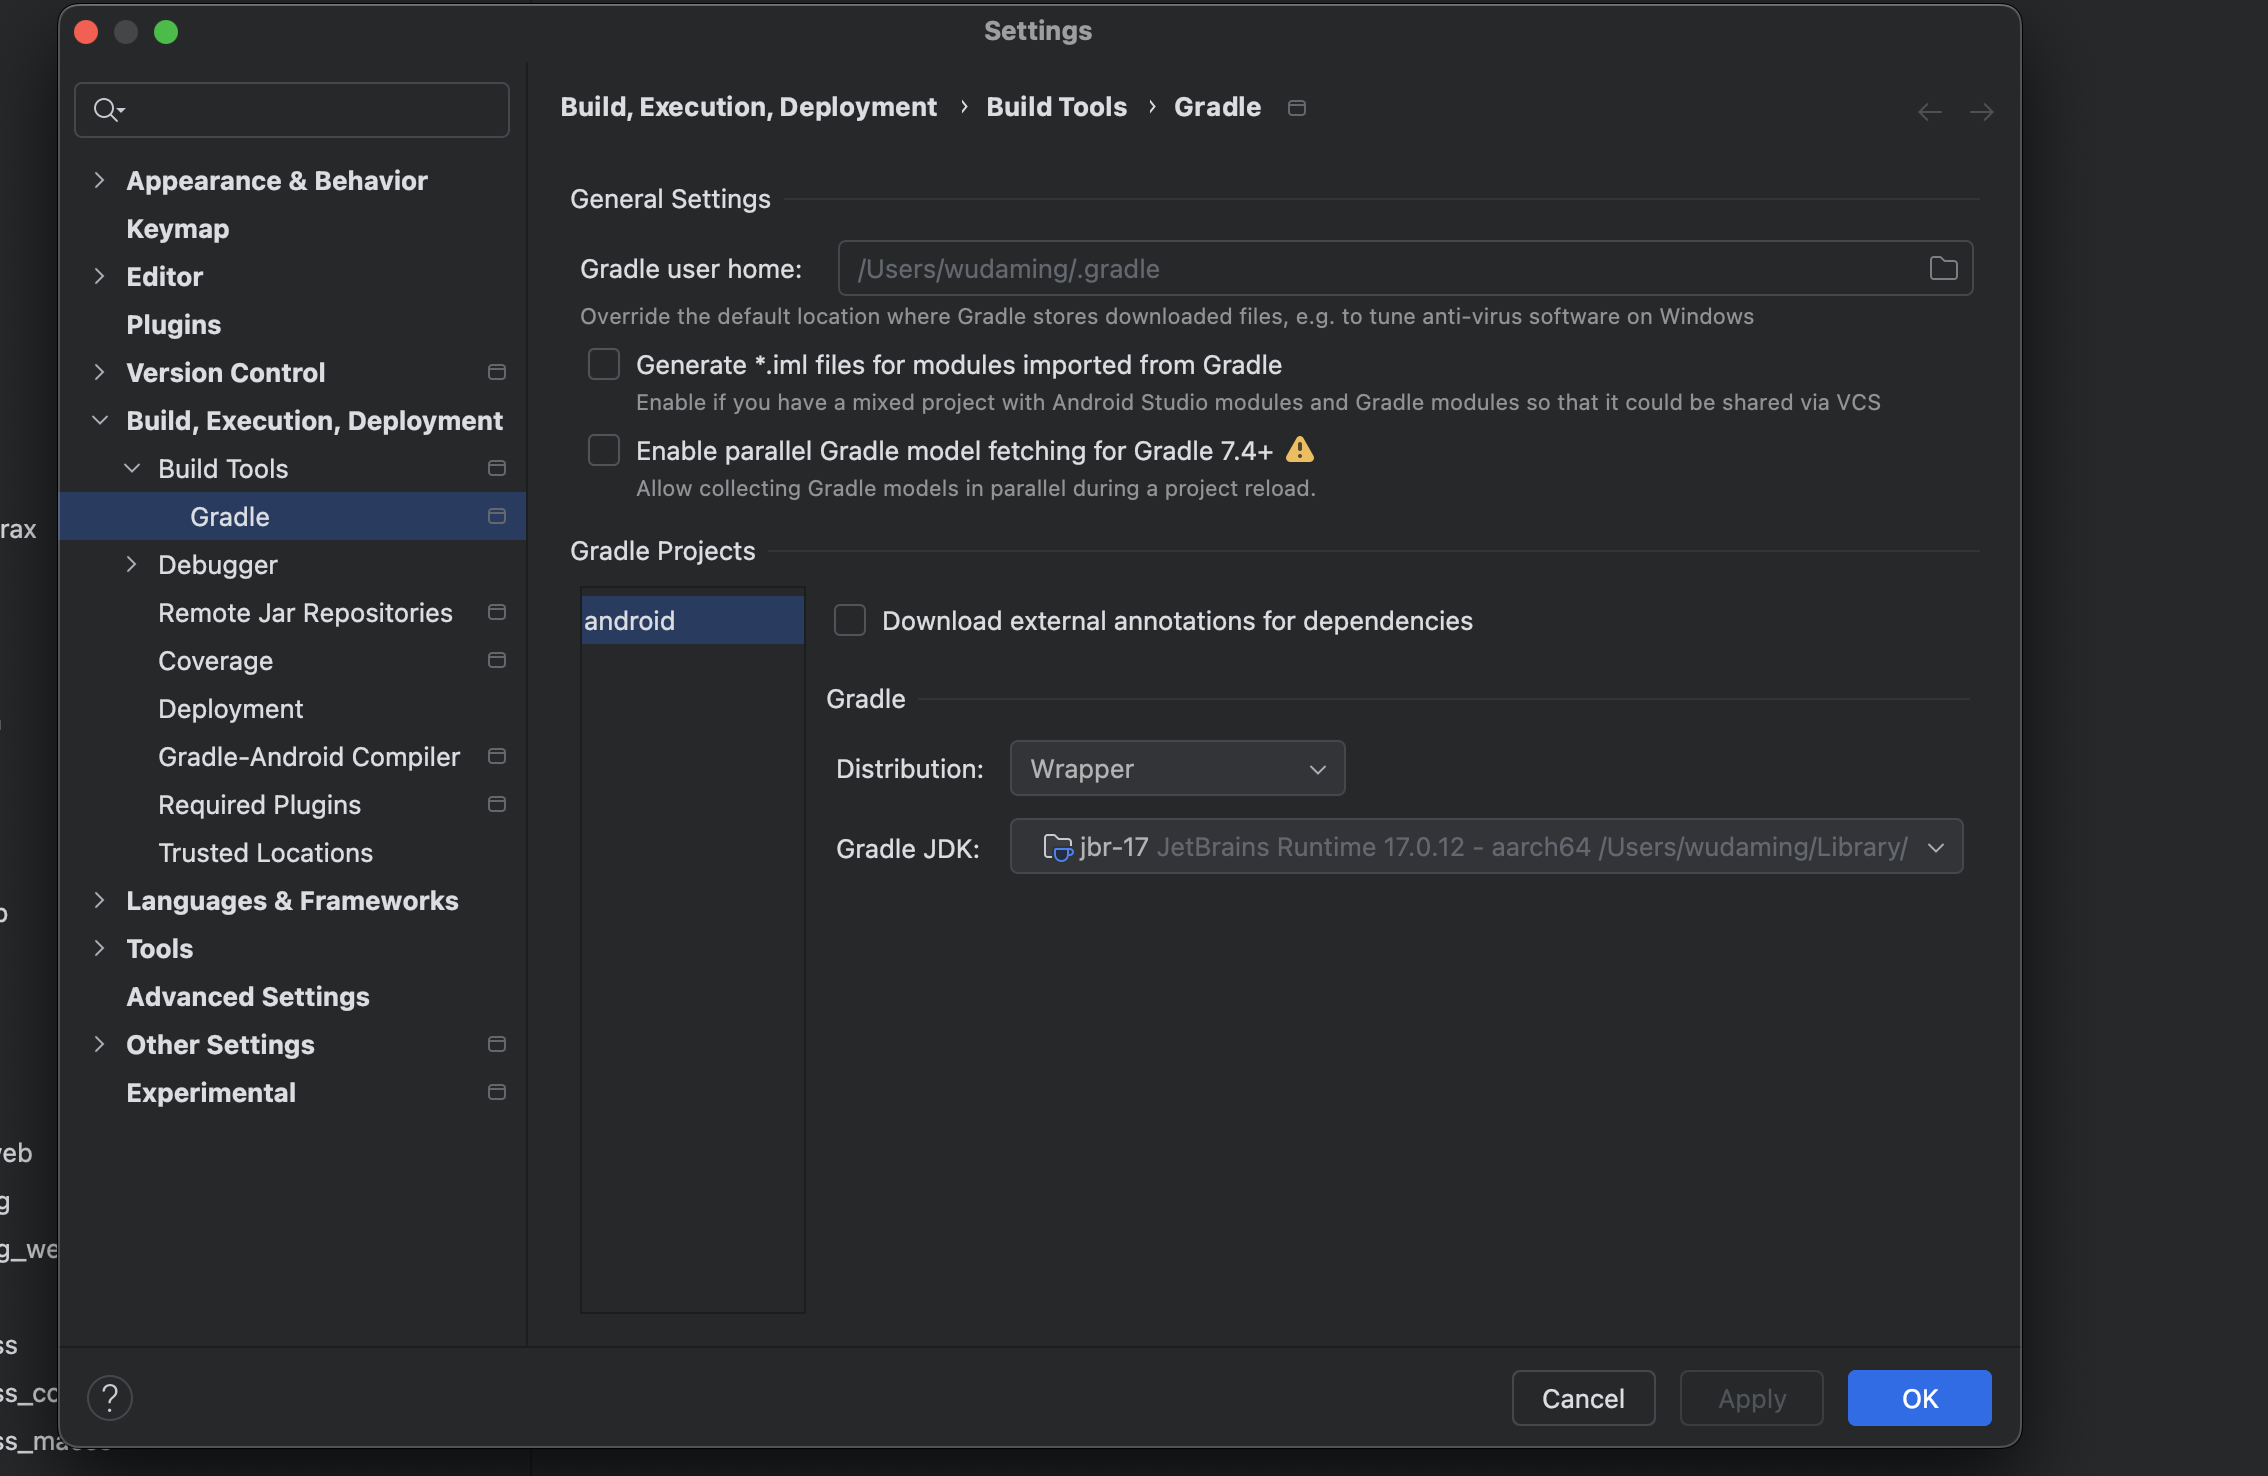 Settings
Build, Execution, Deployment › Build Tools › Gradle
Appearance & Behavior
Keymap
Editor
Plugins
Version Control
Build, Execution, Deployment
Build Tools
Gradle
Debugger
Remote Jar Repositories
Coverage
Deployment
Gradle-Android Compiler
Required Plugins
Trusted Locations
Languages & Frameworks
Tools
Advanced Settings
Other Settings
Experimental
General Settings
Gradle user home: /Users/wudaming/.gradle
Override the default location where Gradle stores downloaded files, e.g. to tune anti-virus software on Windows
Generate *.iml files for modules imported from Gradle
Enable if you have a mixed project with Android Studio modules and Gradle modules so that it could be shared via VCS
Enable parallel Gradle model fetching for Gradle 7.4+
Allow collecting Gradle models in parallel during a project reload.
Gradle Projects
android
Download external annotations for dependencies
Gradle
Distribution: Wrapper
Gradle JDK: jbr-17 JetBrains Runtime 17.0.12 - aarch64 /Users/wudaming/Library/
? Cancel Apply OK
rax
eb
g
g_we
ss
ss_co